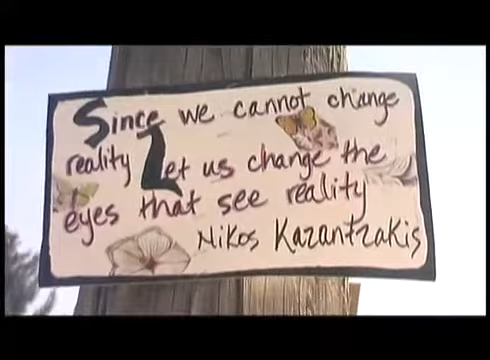 Since we cannot change
reality Let us change the
eyes that see reality
Nikos Kazantzakis